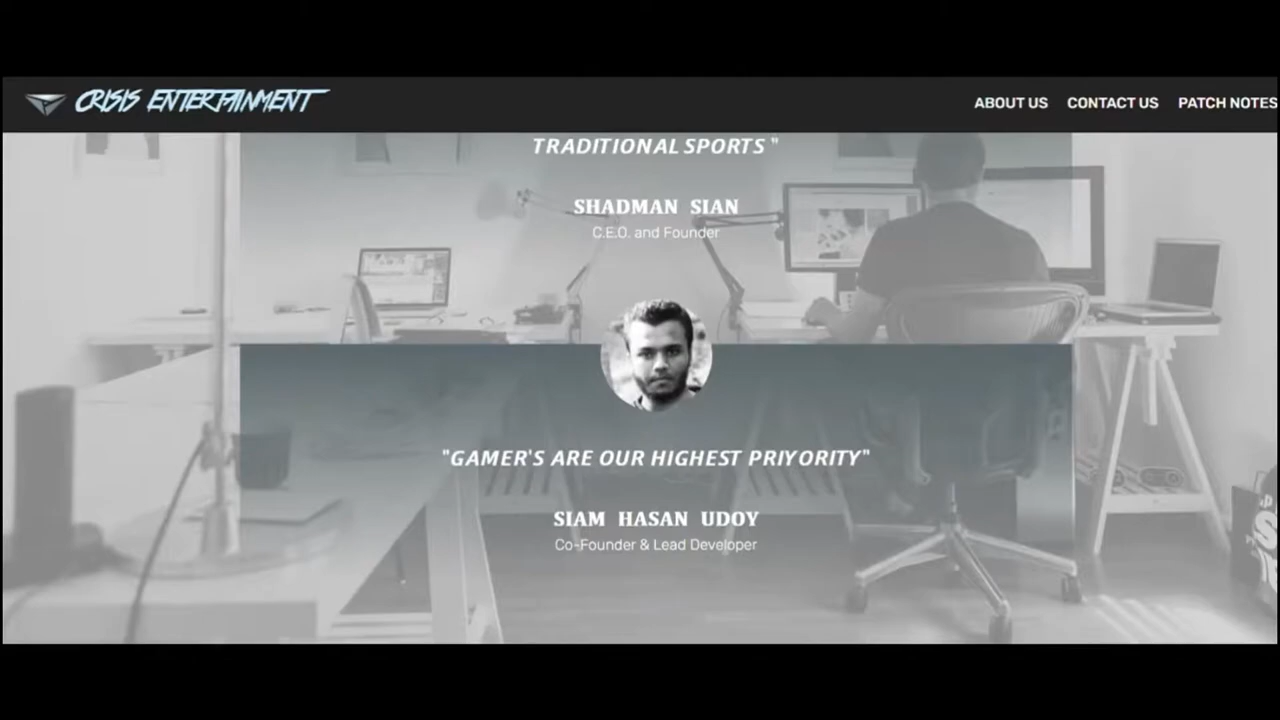 CRISIS ENTERTAINMENT
ABOUT US CONTACT US PATCH NOTES
TRADITIONAL SPORTS "
SHADMAN SIAN
C.E.O. and Founder
"GAMER'S ARE OUR HIGHEST PRIYORITY"
SIAM HASAN UDOY
Co-Founder & Lead Developer